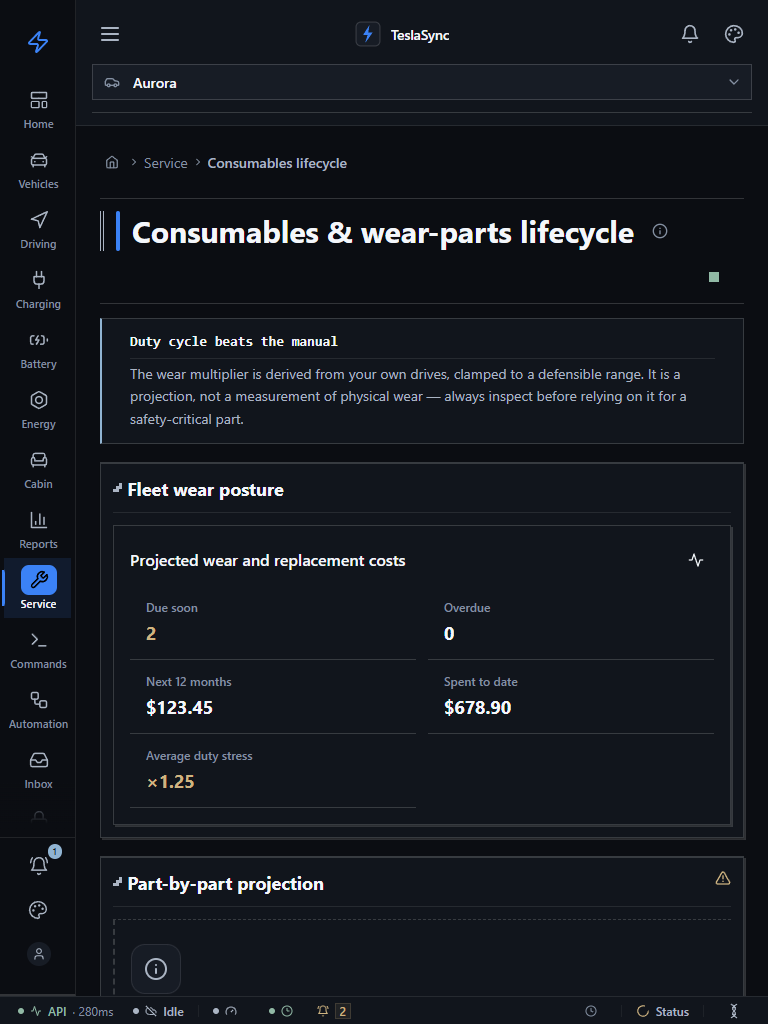 TeslaSync
Aurora
Home
Vehicles
Driving
Charging
Battery
Energy
Cabin
Reports
Service
Commands
Automation
Inbox
1
Service
Consumables lifecycle
Consumables & wear-parts lifecycle
Duty cycle beats the manual
The wear multiplier is derived from your own drives, clamped to a defensible range. It is a
projection, not a measurement of physical wear — always inspect before relying on it for a
safety-critical part.
Fleet wear posture
Projected wear and replacement costs
Due soon
2
Overdue
0
Next 12 months
$123.45
Spent to date
$678.90
Average duty stress
×1.25
Part-by-part projection
API · 280ms
Idle
2
Status